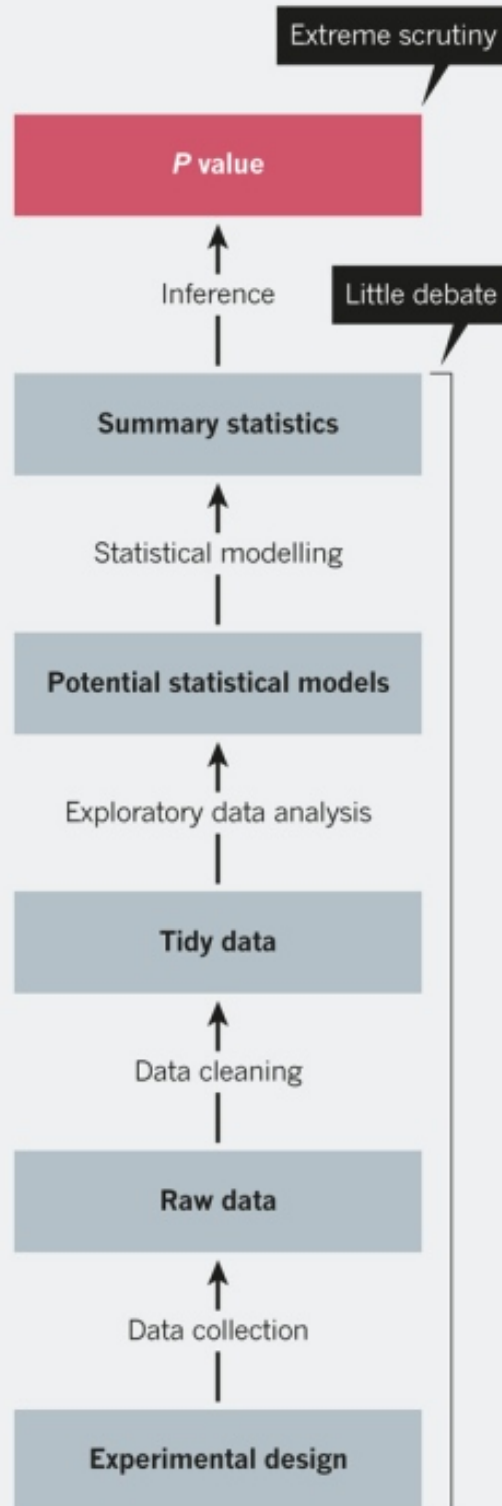 Extreme scrutiny
P value
Inference
Little debate
Summary statistics
Statistical modelling
Potential statistical models
Exploratory data analysis
Tidy data
Data cleaning
Raw data
Data collection
Experimental design